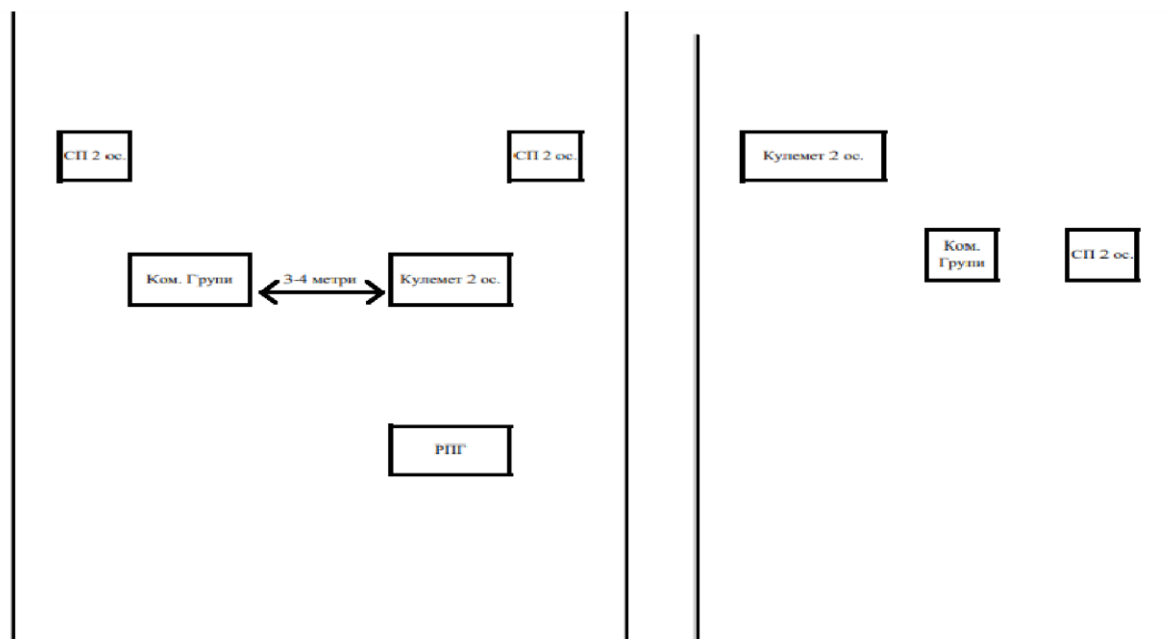 СП 2 ос.
СП 2 ос.
Кулемет 2 ос.
Ком. Групи
3-4 метри
Кулемет 2 ос.
Ком.
Групи
СП 2 ос.
РПГ